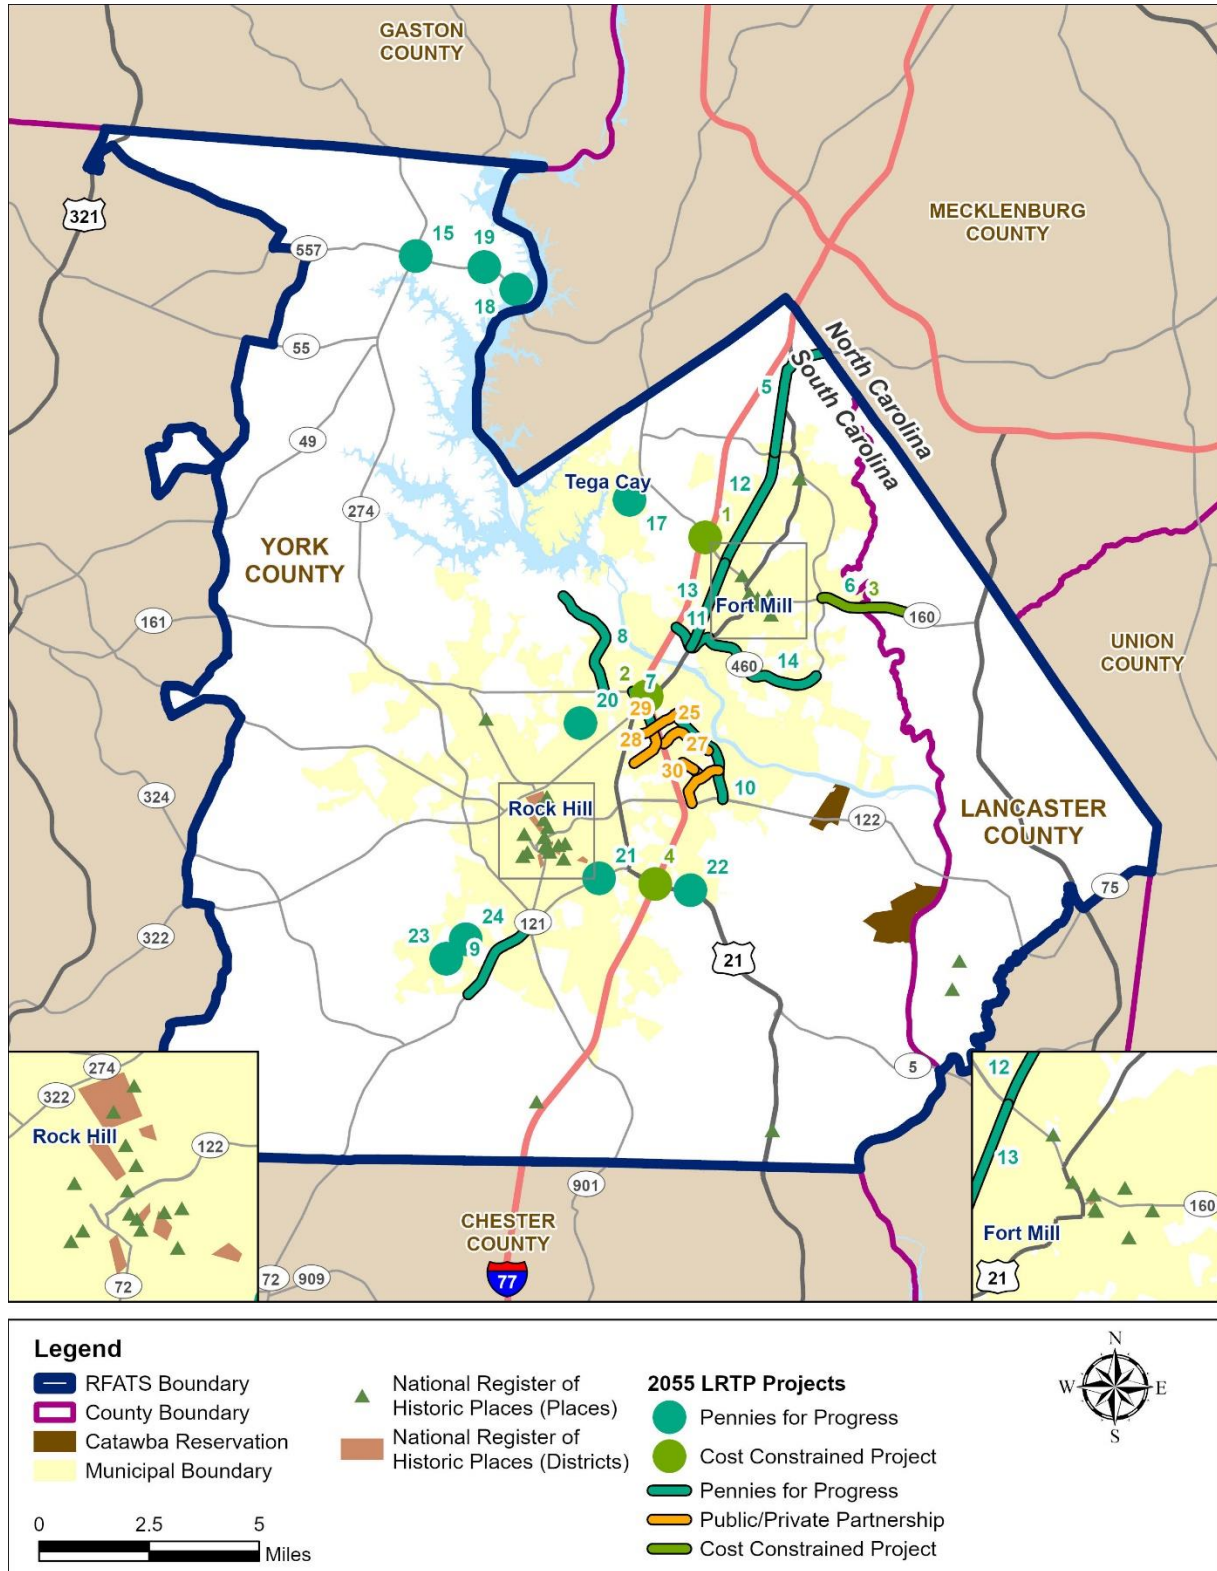 GASTON
COUNTY
MECKLENBURG
COUNTY
321
557
15
19
18
North Carolina
South Carolina
55
5
49
Tega Cay
12
17
1
274
YORK
COUNTY
13
Fort Mill
6
3
160
11
161
8
460
14
UNION
COUNTY
2
7
20
29
25
28
27
30
10
324
Rock Hill
122
LANCASTER
COUNTY
21
4
22
75
322
24
121
23
9
21
5
274
322
Rock Hill
122
72
12
13
160
Fort Mill
21
901
CHESTER
COUNTY
72
909
77
Legend
RFATS Boundary
County Boundary
Catawba Reservation
Municipal Boundary
National Register of
Historic Places (Places)
National Register of
Historic Places (Districts)
2055 LRTP Projects
Pennies for Progress
Cost Constrained Project
Pennies for Progress
Public/Private Partnership
Cost Constrained Project
N
W
E
S
0
2.5
5
Miles